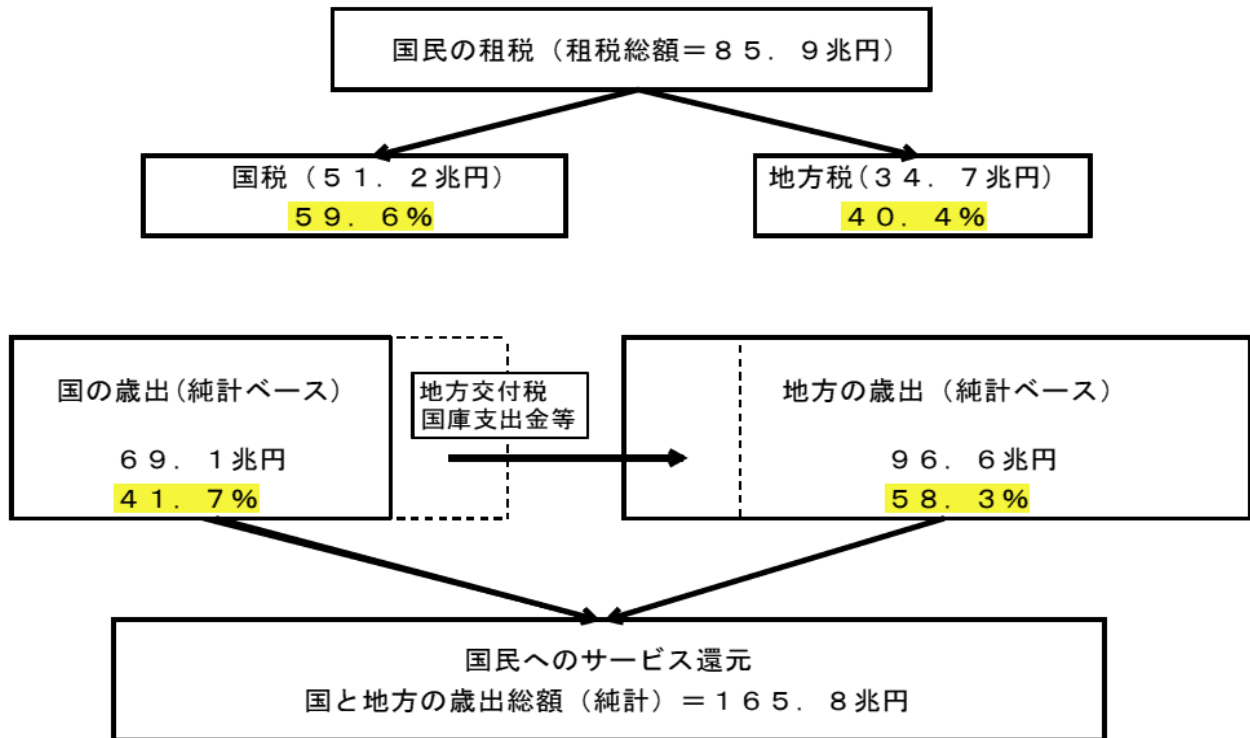 国民の租税（租税総額＝８５．９兆円）
国税（５１．２兆円）
５９．６％
地方税(３４．７兆円)
４０．４％
国の歳出(純計ベース)
６９．１兆円
４１．７％
地方交付税
国庫支出金等
地方の歳出（純計ベース）
９６．６兆円
５８．３％
国民へのサービス還元
国と地方の歳出総額（純計）＝１６５．８兆円